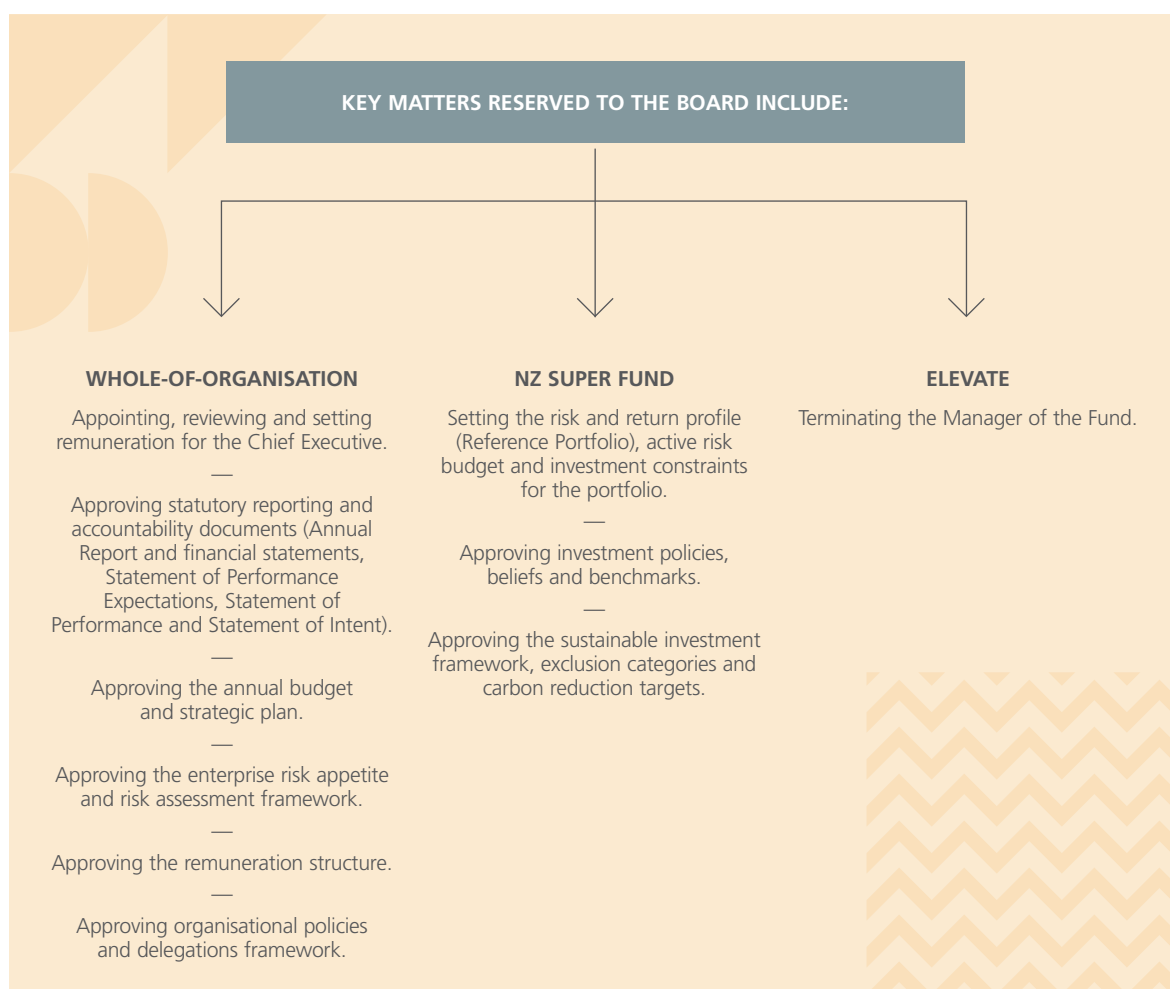 KEY MATTERS RESERVED TO THE BOARD INCLUDE:
WHOLE-OF-ORGANISATION
Appointing, reviewing and setting
remuneration for the Chief Executive.
—
Approving statutory reporting and
accountability documents (Annual
Report and financial statements,
Statement of Performance
Expectations, Statement of
Performance and Statement of Intent).
—
Approving the annual budget
and strategic plan.
—
Approving the enterprise risk appetite
and risk assessment framework.
—
Approving the remuneration structure.
—
Approving organisational policies
and delegations framework.
NZ SUPER FUND
Setting the risk and return profile
(Reference Portfolio), active risk
budget and investment constraints
for the portfolio.
—
Approving investment policies,
beliefs and benchmarks.
—
Approving the sustainable investment
framework, exclusion categories and
carbon reduction targets.
ELEVATE
Terminating the Manager of the Fund.